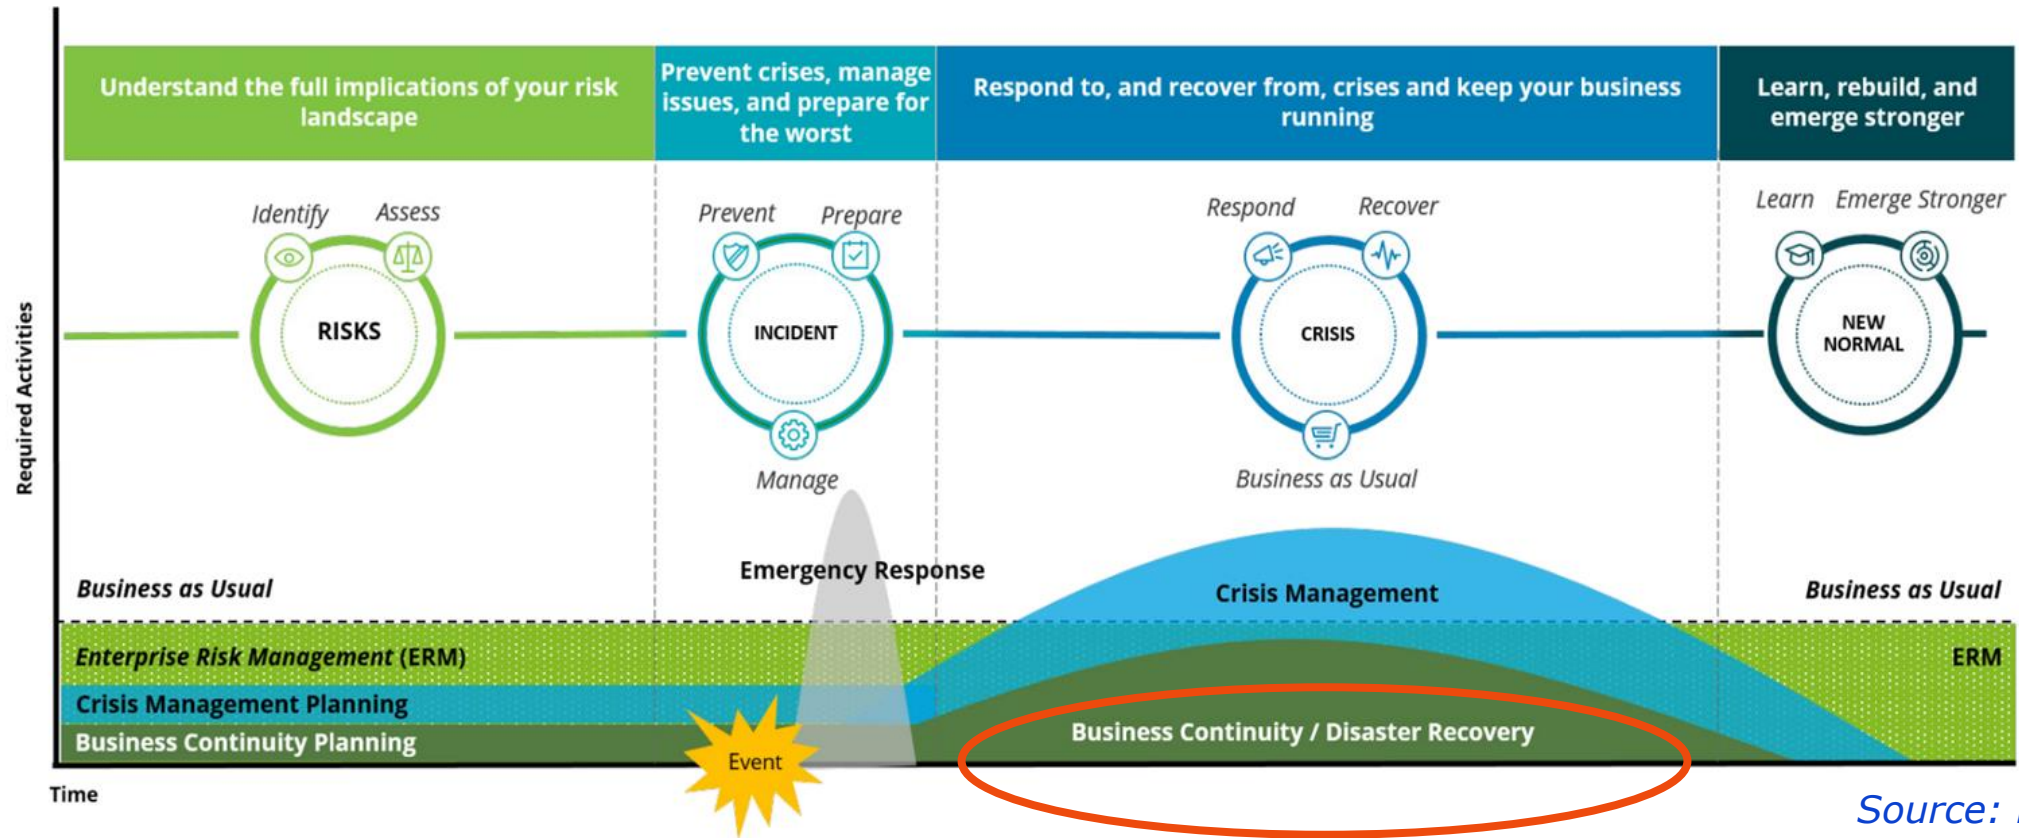 Understand the full implications of your risk
landscape
Prevent crises, manage
issues, and prepare for
the worst
Respond to, and recover from, crises and keep your business
running
Learn, rebuild, and
emerge stronger
Identify
Assess
RISKS
Prevent
Prepare
INCIDENT
Manage
Respond
Recover
CRISIS
Business as Usual
Learn
Emerge Stronger
NEW
NORMAL
Required Activities
Business as Usual
Emergency Response
Crisis Management
Business as Usual
Enterprise Risk Management (ERM)
ERM
Crisis Management Planning
Business Continuity Planning
Event
Business Continuity / Disaster Recovery
Time
Source: